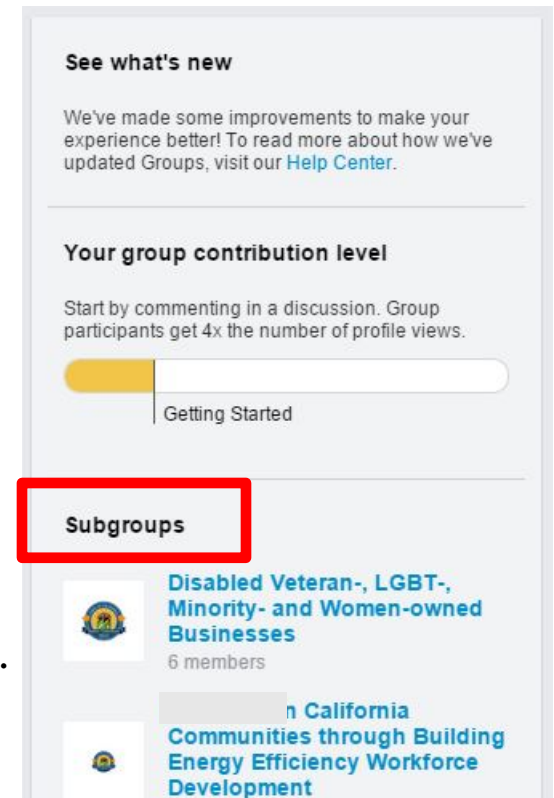 See what's new
We've made some improvements to make your
experience better! To read more about how we've
updated Groups, visit our Help Center.
Your group contribution level
Start by commenting in a discussion. Group
participants get 4x the number of profile views.
Getting Started
Subgroups
Disabled Veteran-, LGBT-,
Minority- and Women-owned
Businesses
6 members
.
California
Communities through Building
Energy Efficiency Workforce
Development